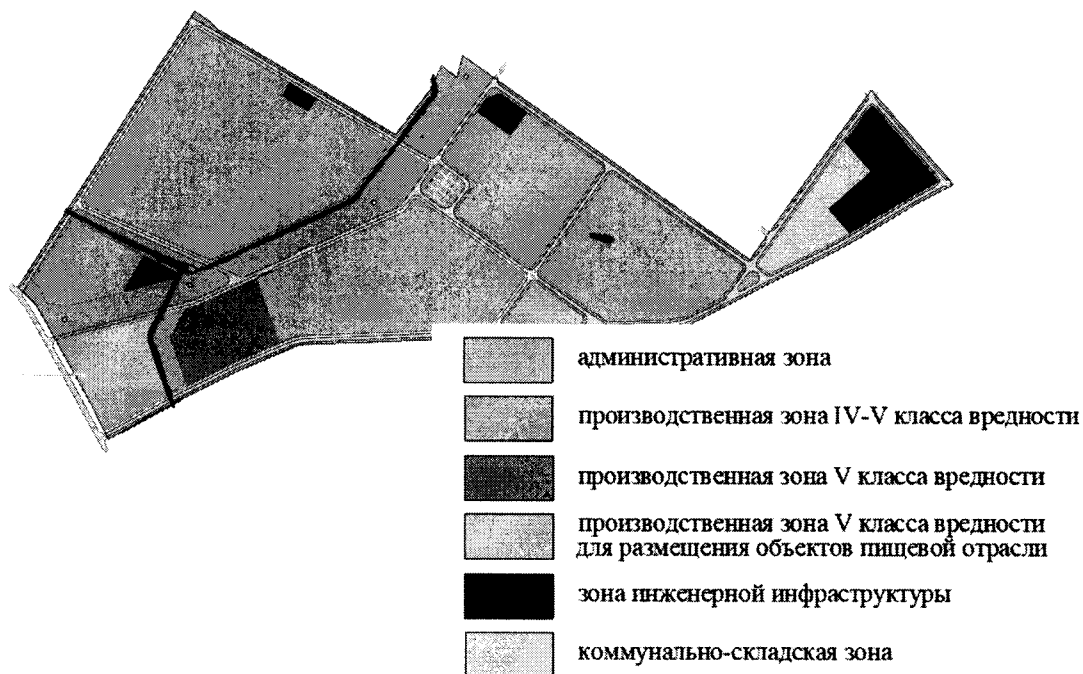 административная зона
производственная зона IV-V класса вредности
производственная зона V класса вредности
производственная зона V класса вредности
для размещения объектов пищевой отрасли
зона инженерной инфраструктуры
коммунально-складская зона